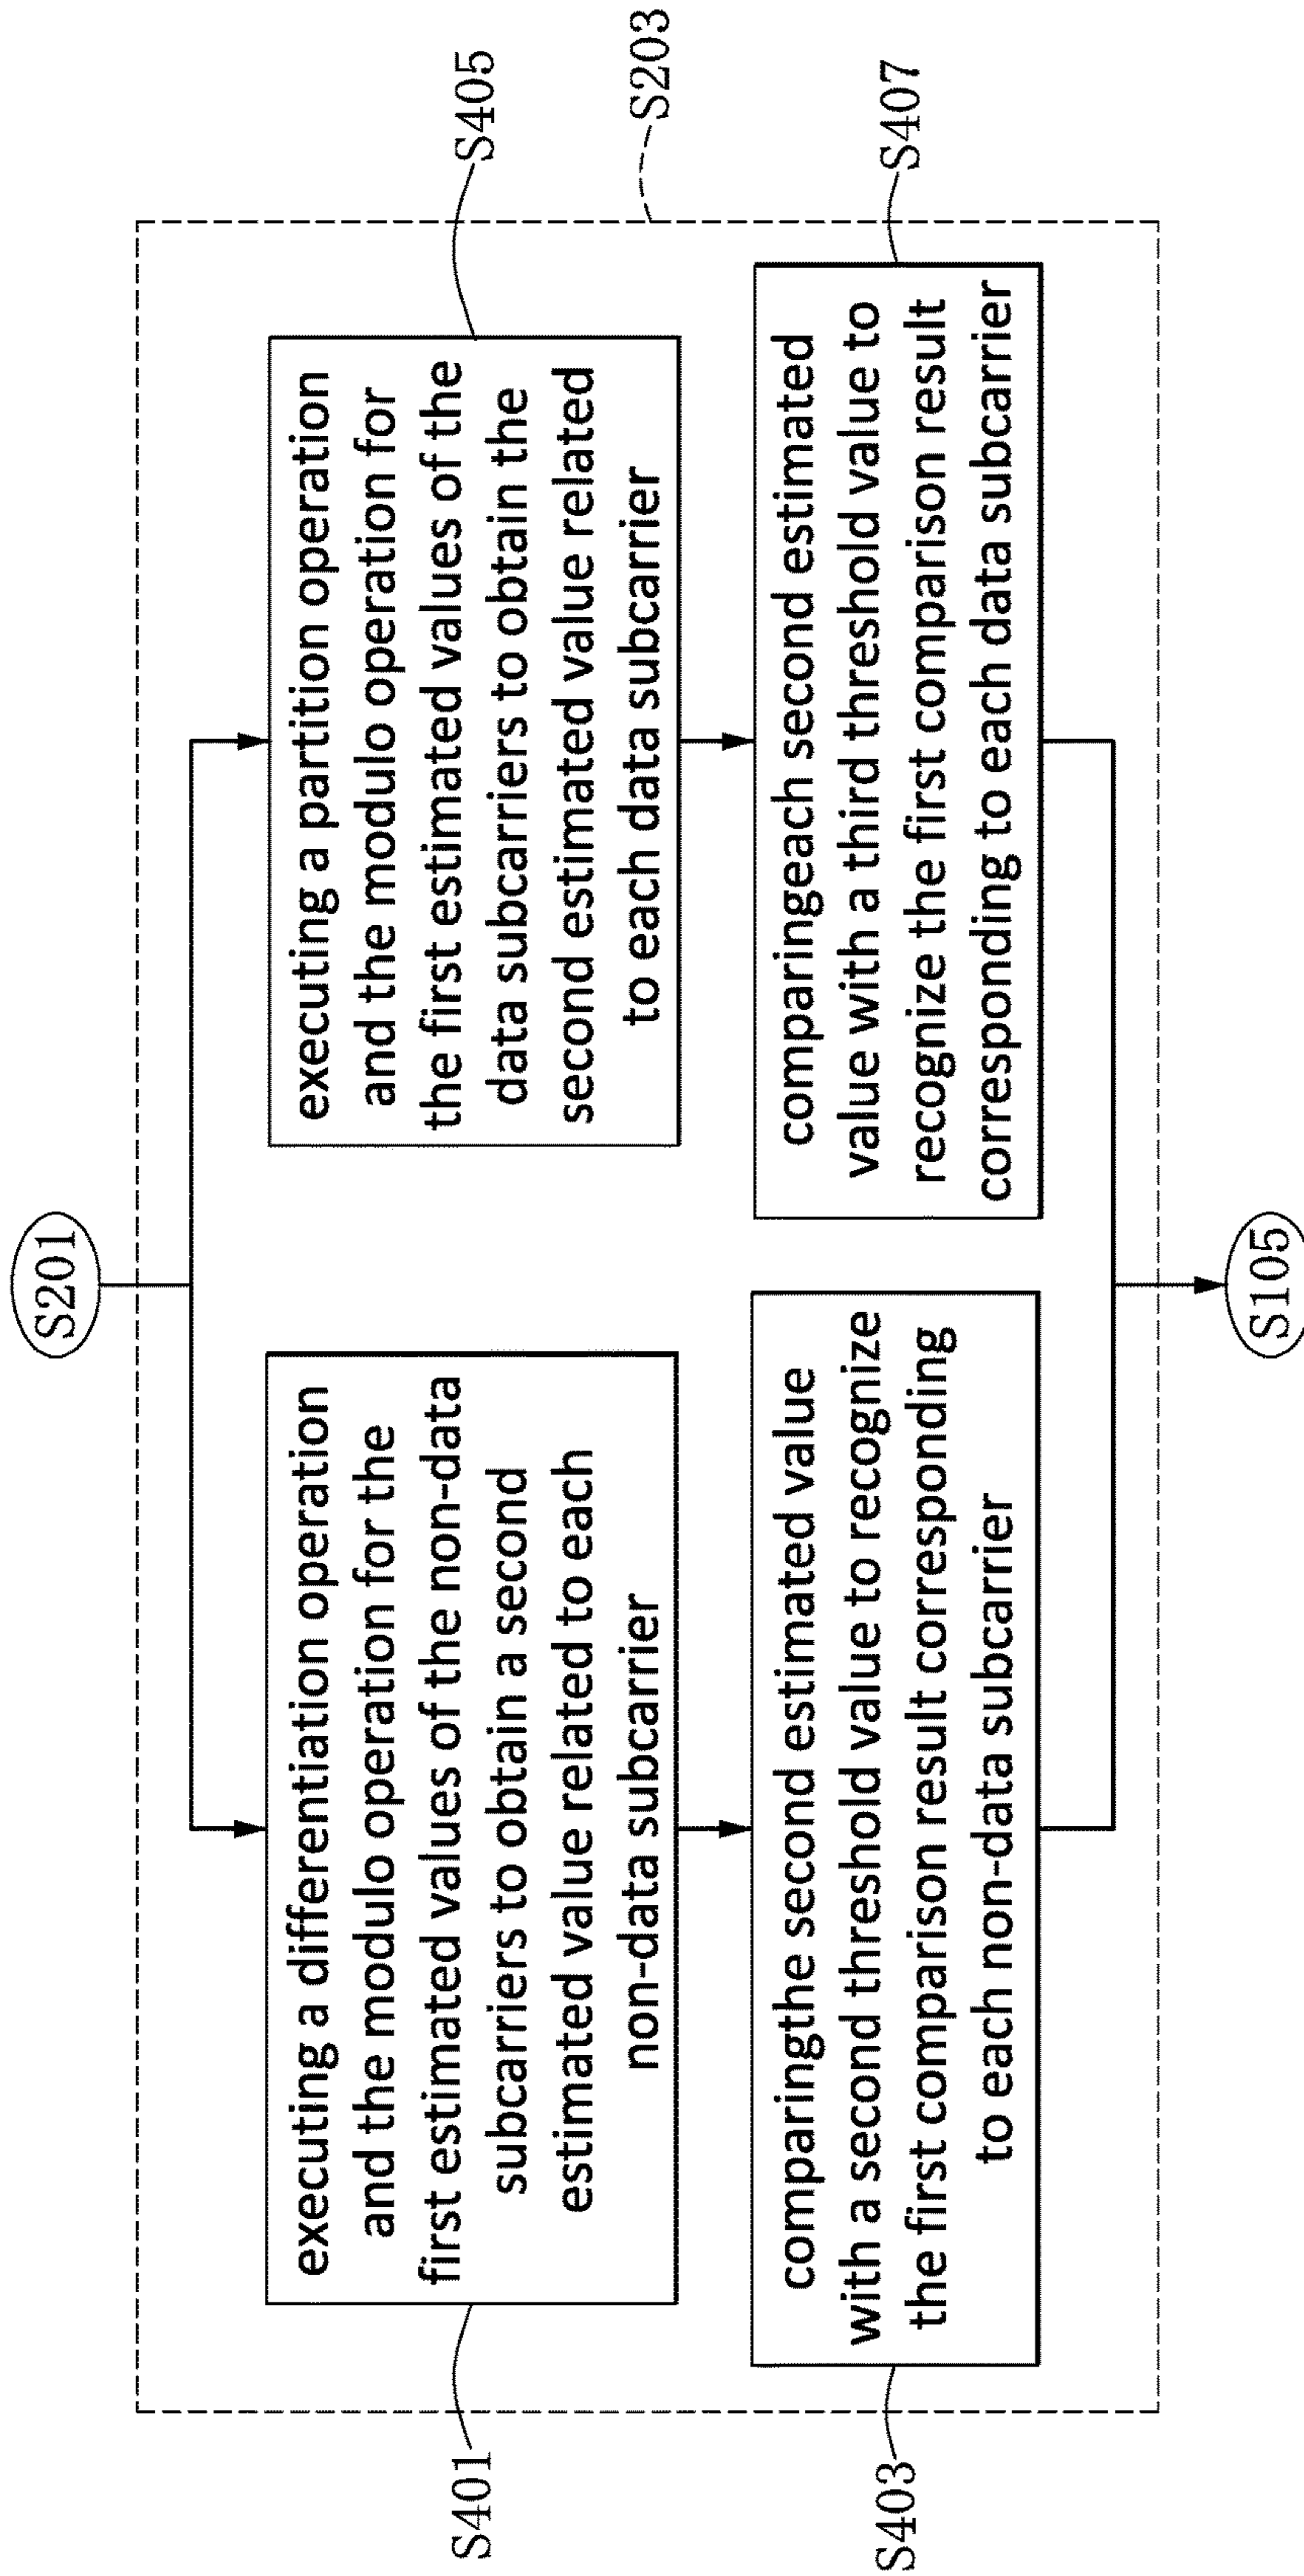 S201
S401
executing a differentiation operation
and the modulo operation for the
first estimated values of the non-data
subcarriers to obtain a second
estimated value related to each
non-data subcarrier
S405
executing a partition operation
and the modulo operation for
the first estimated values of the
data subcarriers to obtain the
second estimated value related
to each data subcarrier
S203
S403
comparingthe second estimated value
with a second threshold value to recognize
the first comparison result corresponding
to each non-data subcarrier
S407
comparingeach second estimated
value with a third threshold value to
recognize the first comparison result
corresponding to each data subcarrier
S105